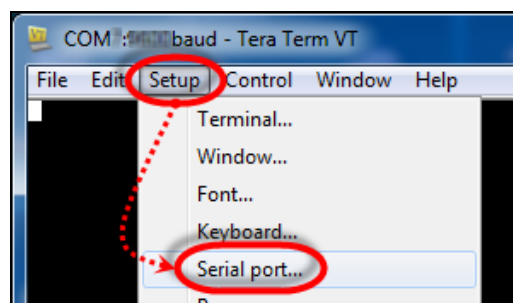 COM : baud - Tera Term VT
File Edit Setup Control Window Help
Terminal...
Window...
Font...
Keyboard...
Serial port...